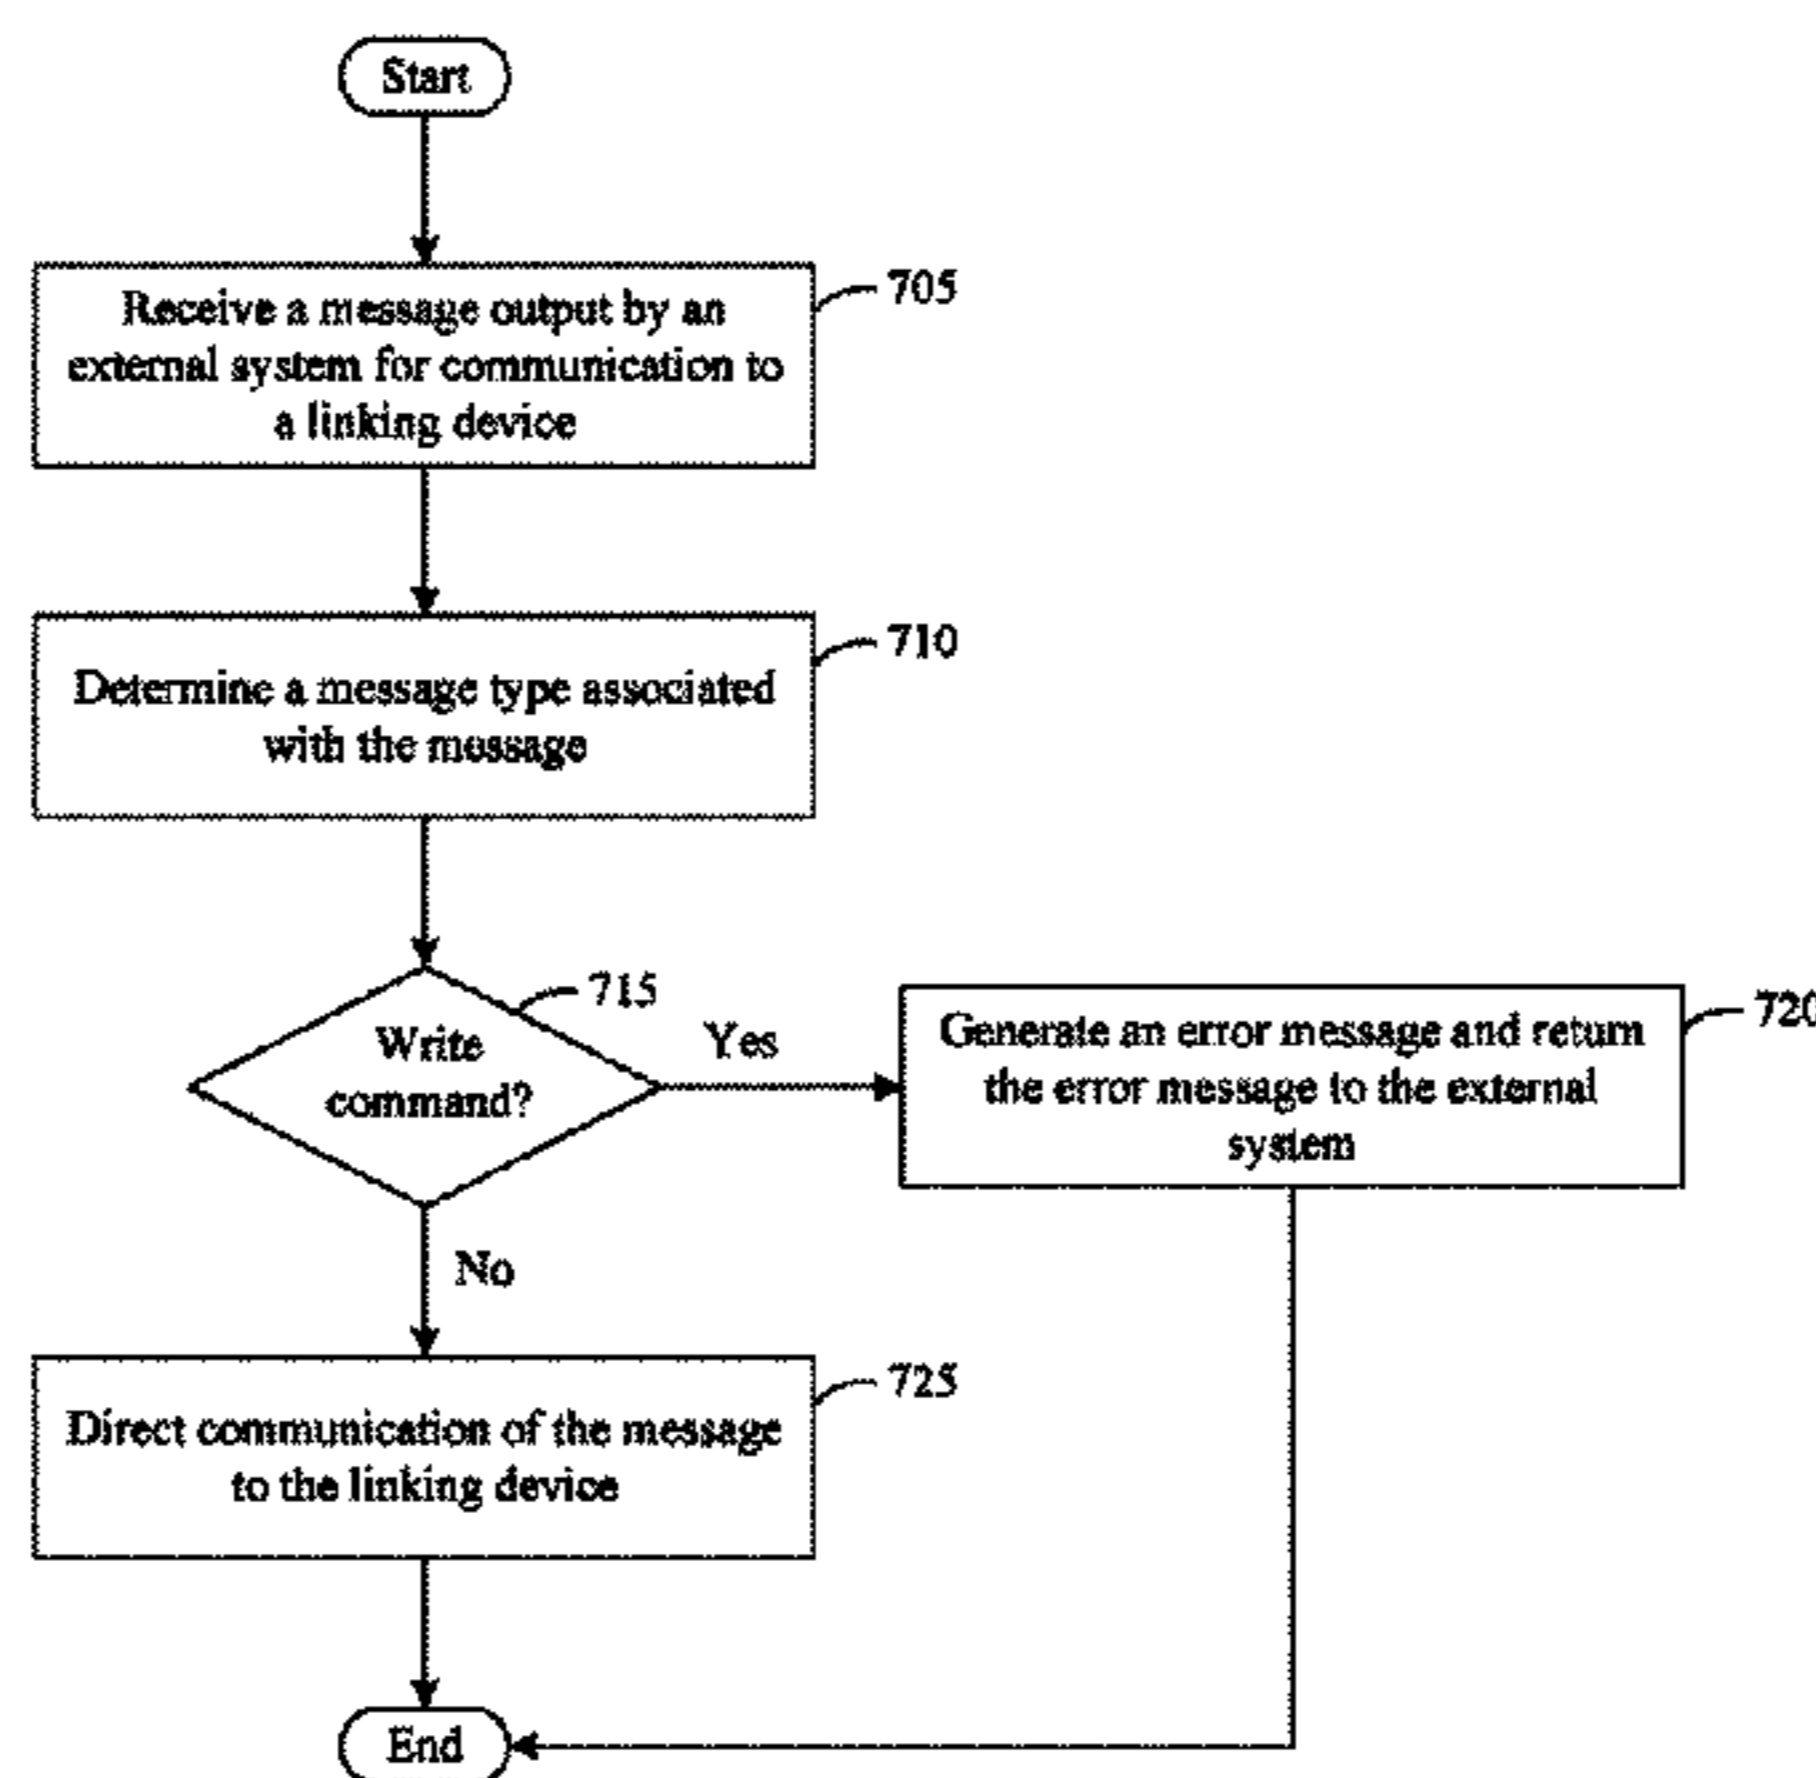 Start
Receive a message output by an
external system for communication to
a linking device
705
Determine a message type associated
with the message
710
Write
command?
715
Yes
Generate an error message and return
the error message to the external
system
720
No
Direct communication of the message
to the linking device
725
End